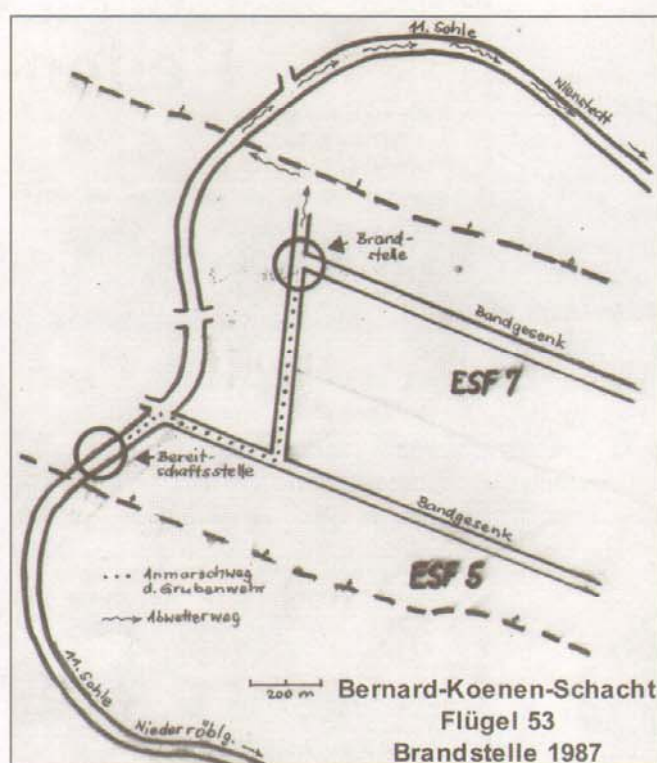 11. Sohle
Nienstedt
Brand-
stelle
Bandgesenk
ESF 7
Bereit-
schaftsstelle
Bandgesenk
ESF 5
Anmarschweg
d. Grubenwehr
Abwetterweg
11. Sohle
Niederröblg.
200 m
Bernard-Koenen-Schacht
Flügel 53
Brandstelle 1987